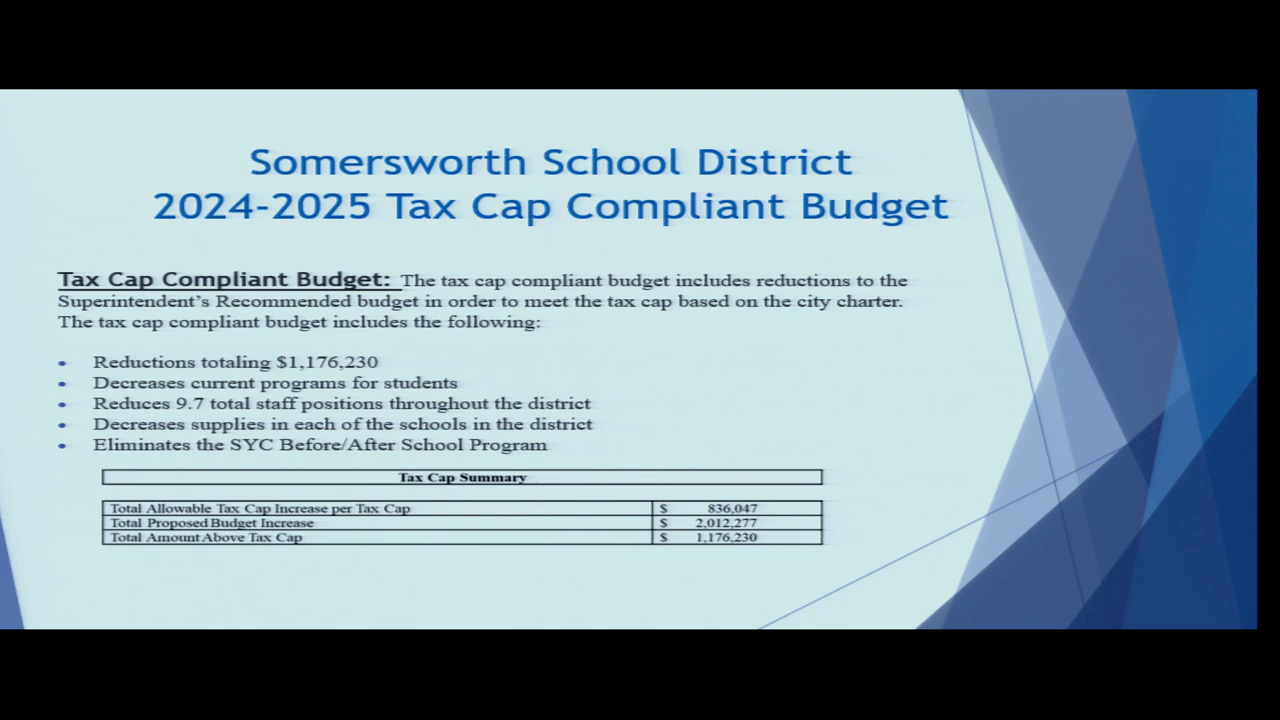 Somersworth School District
2024-2025 Tax Cap Compliant Budget
Tax Cap Compliant Budget: The tax cap compliant budget includes reductions to the
Superintendent's Recommended budget in order to meet the tax cap based on the city charter.
The tax cap compliant budget includes the following:
• Reductions totaling $1,176,230
• Decreases current programs for students
• Reduces 9.7 total staff positions throughout the district
• Decreases supplies in each of the schools in the district
• Eliminates the SYC Before/After School Program
Tax Cap Summary
Total Allowable Tax Cap Increase per Tax Cap $ 836,047
Total Proposed Budget Increase $ 2,012,277
Total Amount Above Tax Cap $ 1,176,230